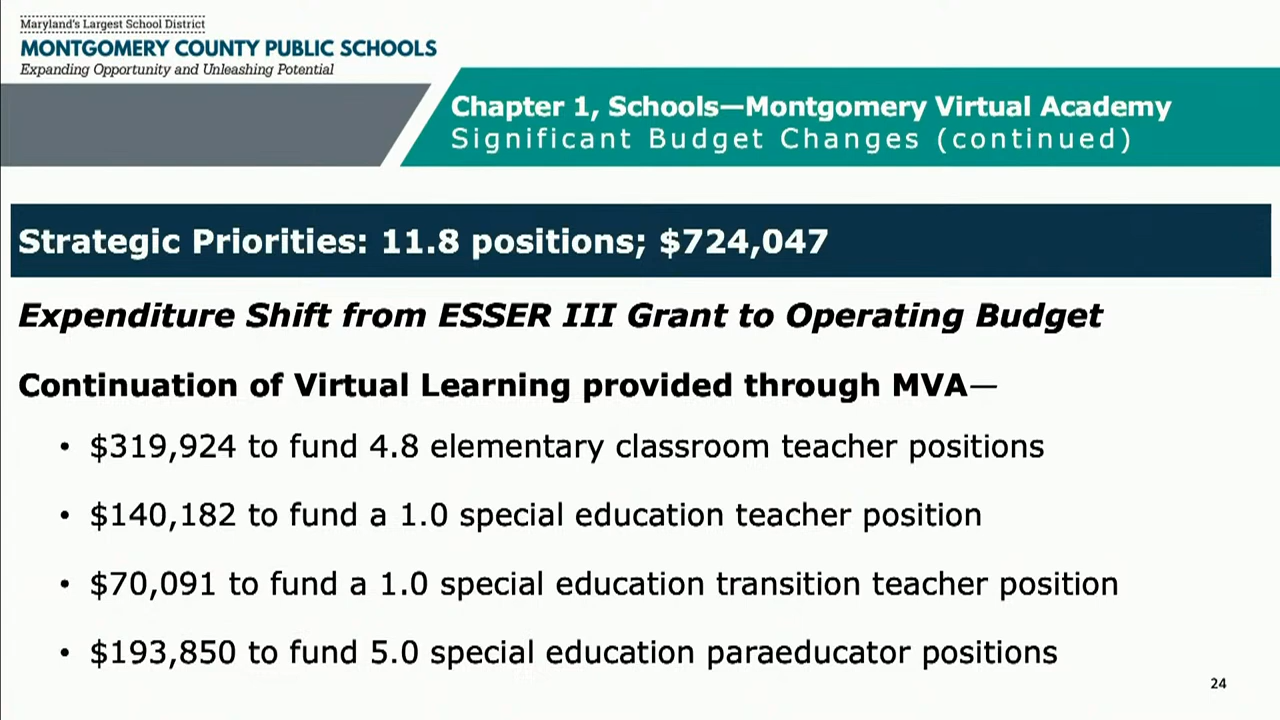 Maryland's Largest School District
MONTGOMERY COUNTY PUBLIC SCHOOLS
Expanding Opportunity and Unleashing Potential
Chapter 1, Schools—Montgomery Virtual Academy
Significant Budget Changes (continued)
Strategic Priorities: 11.8 positions; $724,047
Expenditure Shift from ESSER III Grant to Operating Budget
Continuation of Virtual Learning provided through MVA—
• $319,924 to fund 4.8 elementary classroom teacher positions
• $140,182 to fund a 1.0 special education teacher position
• $70,091 to fund a 1.0 special education transition teacher position
• $193,850 to fund 5.0 special education paraeducator positions
24